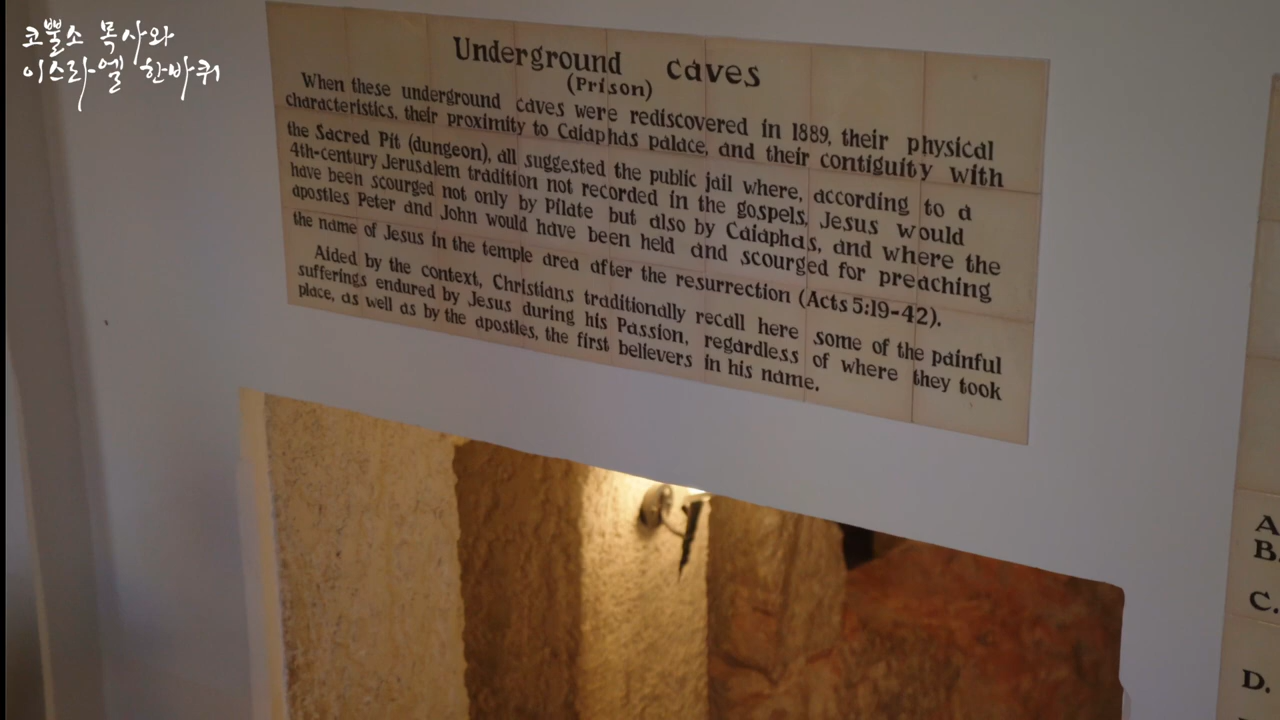 코뿔소 목사와
이스라엘 한바퀴
Underground caves
(Prison)
When these underground caves were rediscovered in 1889, their physical
characteristics, their proximity to Caiaphas palace, and their contiguity with
the Sacred Pit (dungeon), all suggested the public jail where, according to a
4th-century Jerusalem tradition not recorded in the gospels, Jesus would
have been scourged not only by Pilate but also by Caiaphas, and where the
apostles Peter and John would have been held and scourged for preaching
the name of Jesus in the temple area after the resurrection (Acts 5:19-42).
Aided by the context, Christians traditionally recall here some of the painful
sufferings endured by Jesus during his Passion, regardless of where they took
place, as well as by the apostles, the first believers in his name.
A
B.
C.
D.